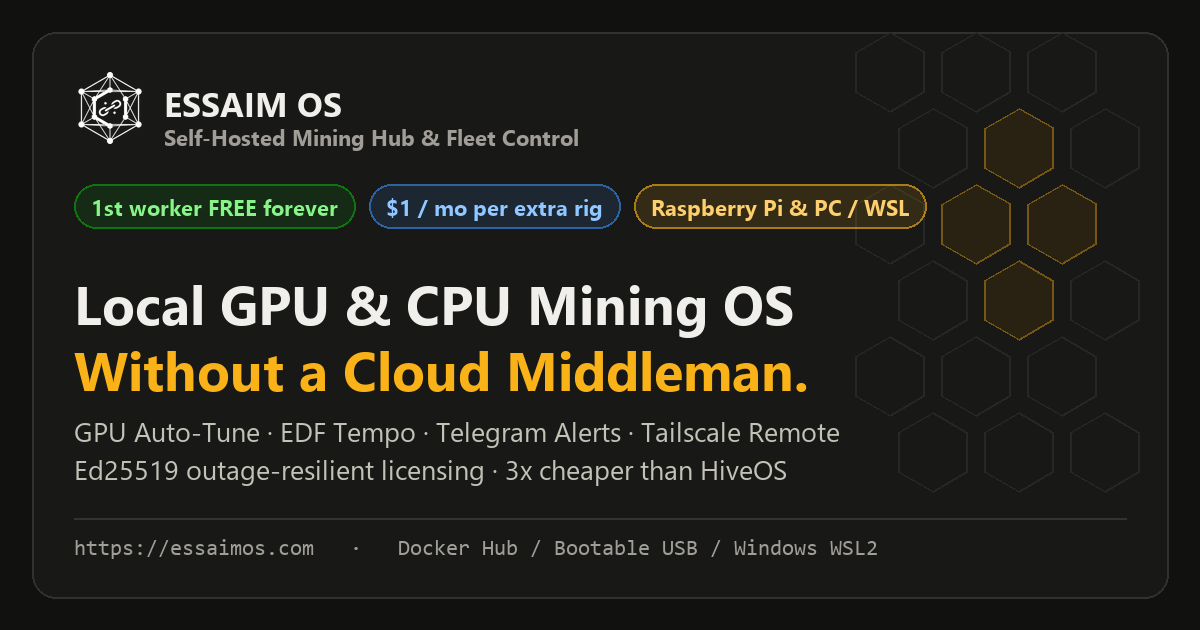 ESSAIM OS
Self-Hosted Mining Hub & Fleet Control
1st worker FREE forever
$1 / mo per extra rig
Raspberry Pi & PC / WSL
Local GPU & CPU Mining OS
Without a Cloud Middleman.
GPU Auto-Tune · EDF Tempo · Telegram Alerts · Tailscale Remote
Ed25519 outage-resilient licensing · 3x cheaper than HiveOS
https://essaimos.com · Docker Hub / Bootable USB / Windows WSL2